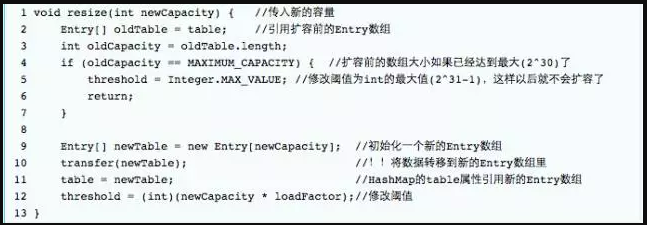 1 void resize(int newCapacity) {   //传入新的容量
2     Entry[] oldTable = table;    //引用扩容前的Entry数组
3     int oldCapacity = oldTable.length;
4     if (oldCapacity == MAXIMUM_CAPACITY) {  //扩容前的数组大小如果已经达到最大(2^30)了
5         threshold = Integer.MAX_VALUE; //修改阈值为int的最大值(2^31-1)，这样以后就不会扩容了
6         return;
7     }
8
9     Entry[] newTable = new Entry[newCapacity];  //初始化一个新的Entry数组
10     transfer(newTable);                         //！！将数据转移到新的Entry数组里
11     table = newTable;                           //HashMap的table属性引用新的Entry数组
12     threshold = (int)(newCapacity * loadFactor);//修改阈值
13 }